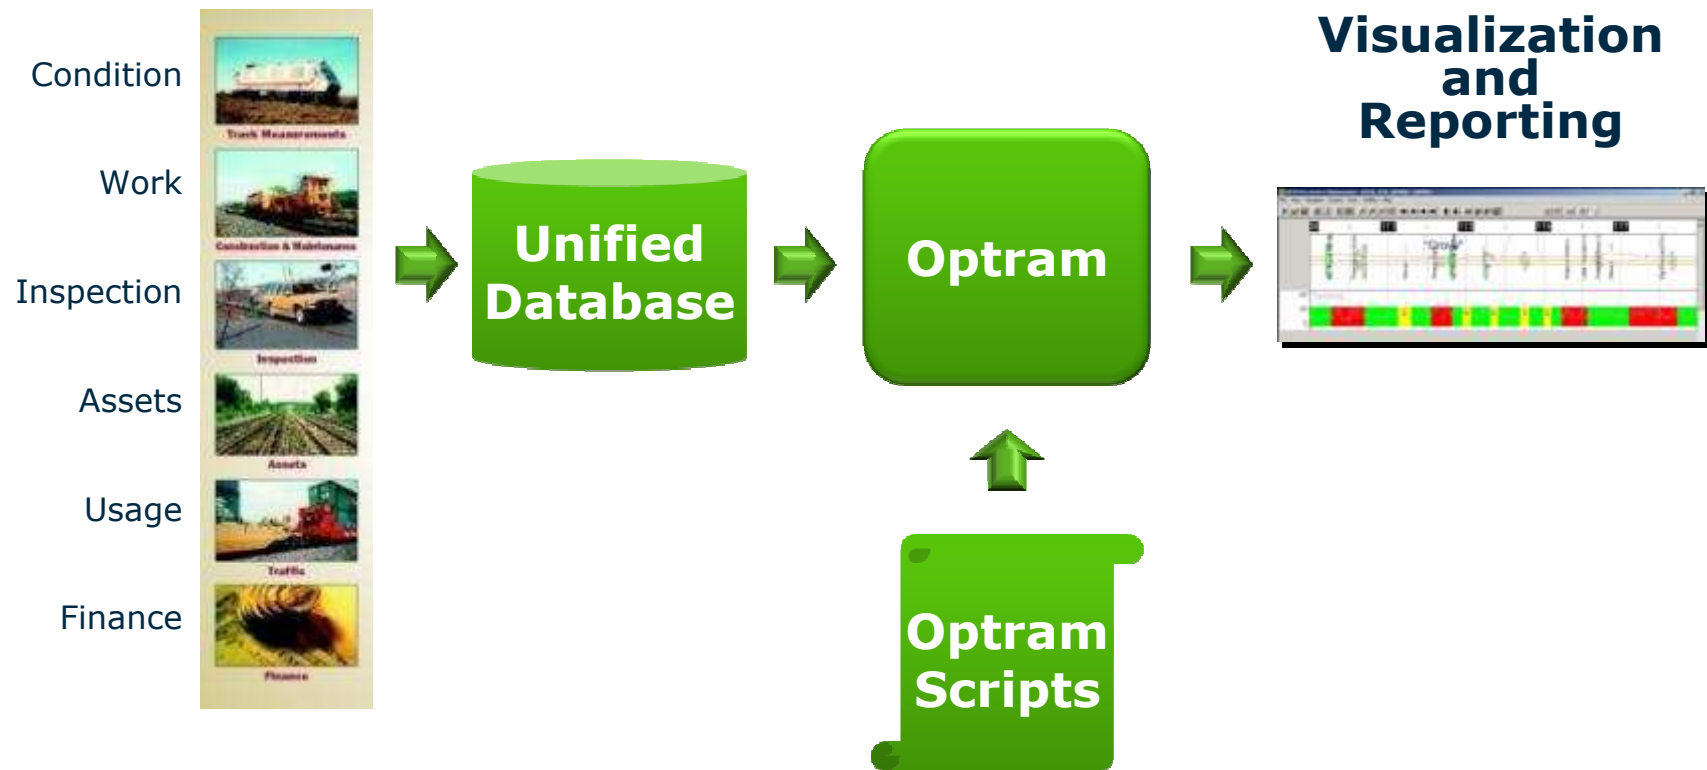 Visualization
and
Reporting
Condition
Track Measurements
Work
Construction & Maintenance
Inspection
Inspection
Assets
Assets
Usage
Traffic
Finance
Finance
Unified
Database
Optram
Optram
Scripts